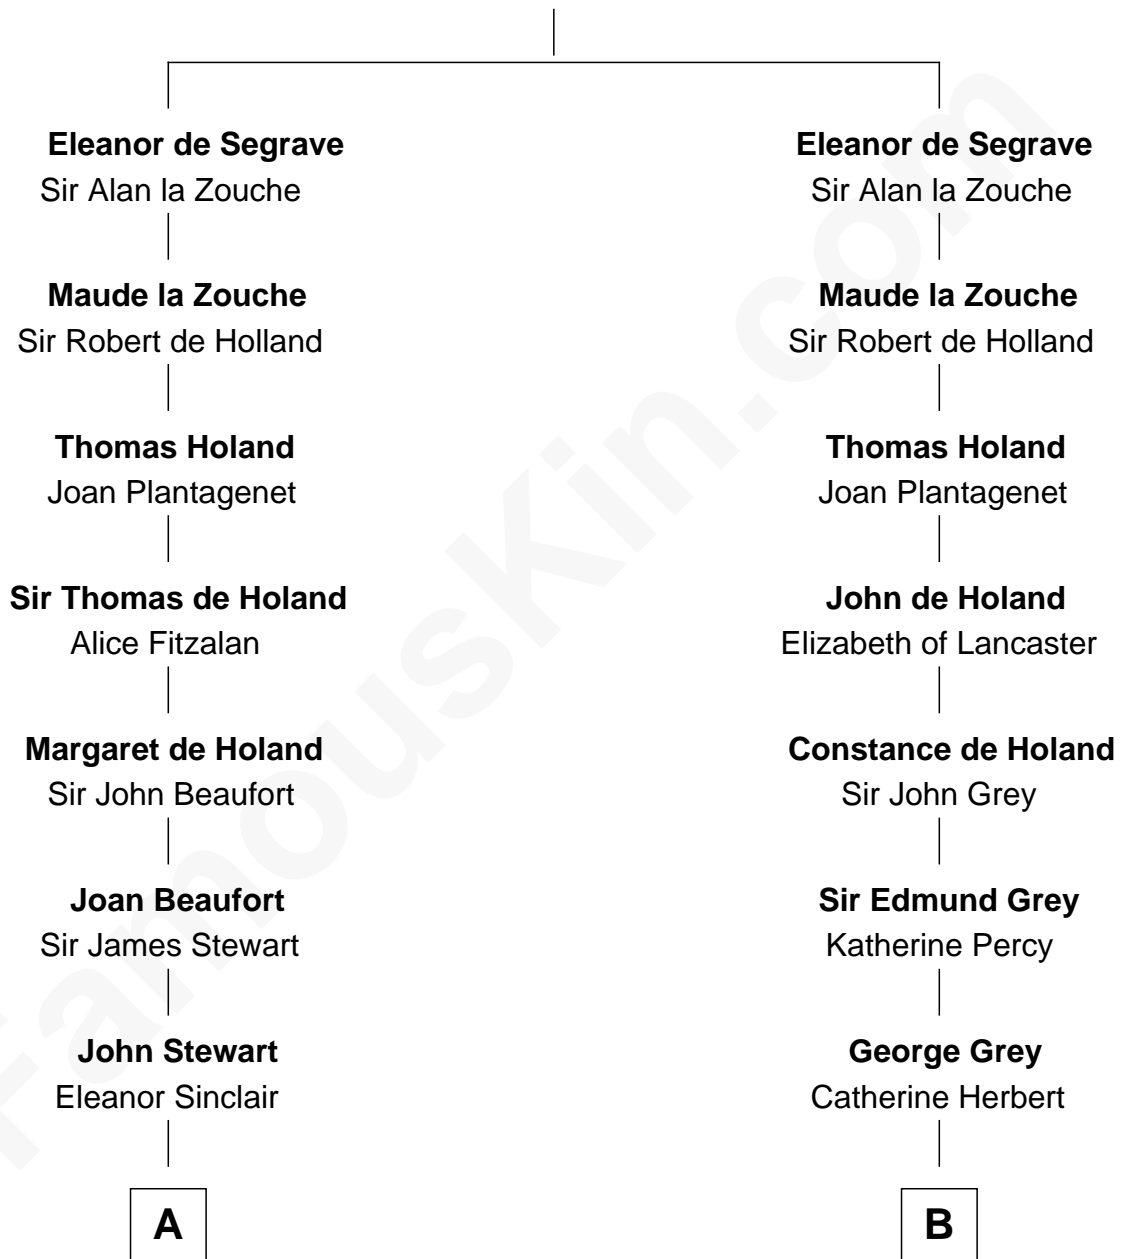 Eleanor de Segrave
Sir Alan la Zouche
Maude la Zouche
Sir Robert de Holland
Thomas Holand
Joan Plantagenet
Sir Thomas de Holand
Alice Fitzalan
Margaret de Holand
Sir John Beaufort
Joan Beaufort
Sir James Stewart
John Stewart
Eleanor Sinclair
A
Eleanor de Segrave
Sir Alan la Zouche
Maude la Zouche
Sir Robert de Holland
Thomas Holand
Joan Plantagenet
John de Holand
Elizabeth of Lancaster
Constance de Holand
Sir John Grey
Sir Edmund Grey
Katherine Percy
George Grey
Catherine Herbert
B
FamousKin.com